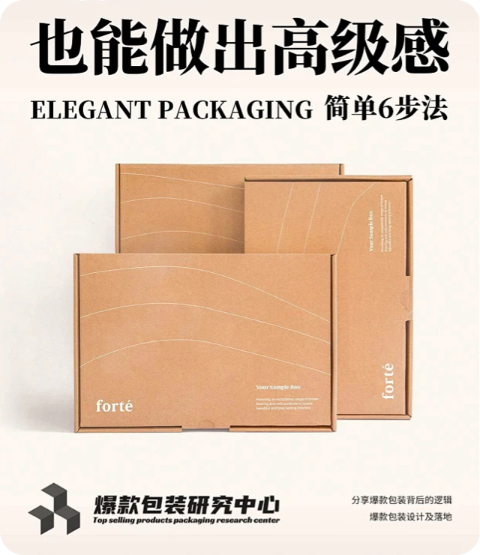 也能做出高级感
ELEGANT PACKAGING 简单6步法
Your Sample Box
forté
Your Sample Box
forté
爆款包装研究中心
Top selling products packaging research center
分享爆款包装背后的逻辑
爆款包装设计及落地